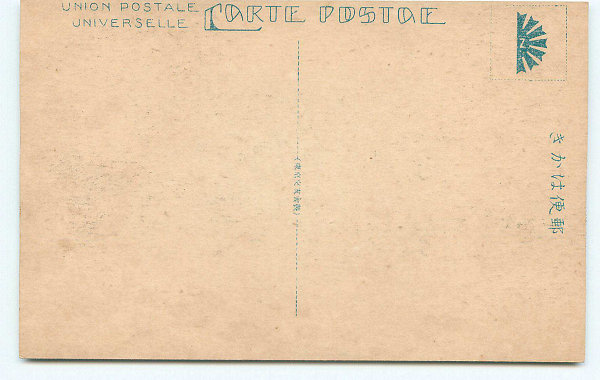 UNION POSTALE
UNIVERSELLE
CARTE POSTALE
郵便はかき